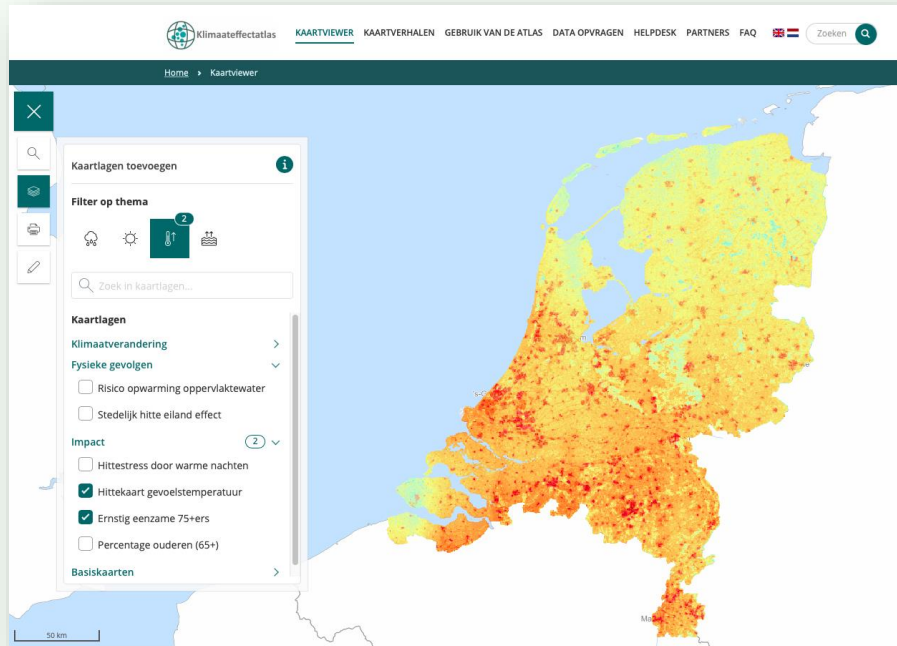 Klimaateffectatlas
KAARTVIEWER KAARTVERHALEN GEBRUIK VAN DE ATLAS DATA OPVRAGEN HELPDESK PARTNERS FAQ Zoeken
Home › Kaartviewer
Kaartlagen toevoegen
Filter op thema
2
Zoek in kaartlagen...
Kaartlagen
Klimaatverandering
Fysieke gevolgen
Risico opwarming oppervlaktewater
Stedelijk hitte eiland effect
Impact 2
Hittestress door warme nachten
Hittekaart gevoelstemperatuur
Ernstig eenzame 75+ers
Percentage ouderen (65+)
Basiskaarten
50 km